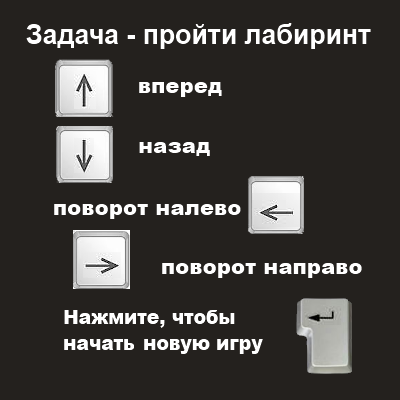 Задача - пройти лабиринт
вперед
назад
поворот налево
поворот направо
Нажмите, чтобы
начать новую игру